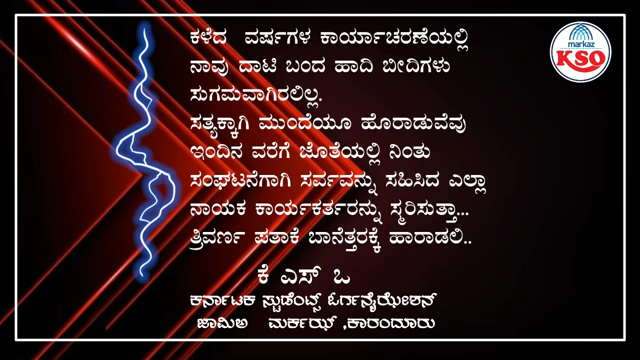 markaz
KSO
ಕಳೆದ ವರ್ಷಗಳ ಕಾರ್ಯಾಚರಣೆಯಲ್ಲಿ
ನಾವು ದಾಟಿ ಬಂದ ಹಾದಿ ಬೀದಿಗಳು
ಸುಗಮವಾಗಿರಲಿಲ್ಲ.
ಸತ್ಯಕ್ಕಾಗಿ ಮುಂದೆಯೂ ಹೊರಾಡುವೆವು
ಇಂದಿನ ವರೆಗೆ ಜೊತೆಯಲ್ಲಿ ನಿಂತು
ಸಂಘಟನೆಗಾಗಿ ಸರ್ವವನ್ನು ಸಹಿಸಿದ ಎಲ್ಲಾ
ನಾಯಕ ಕಾರ್ಯಕರ್ತರನ್ನು ಸ್ಮರಿಸುತ್ತಾ...
ತ್ರಿವರ್ಣ ಪತಾಕೆ ಬಾನೆತ್ತರಕ್ಕೆ ಹಾರಾಡಲಿ..
ಕೆ ಎಸ್ ಒ
ಕರ್ನಾಟಕ ಸ್ಟುಡೆಂಟ್ಸ್ ಓರ್ಗನೈಝೇಶನ್
ಜಾಮಿಅ ಮರ್ಕಝ್ ,ಕಾರಂದೂರು